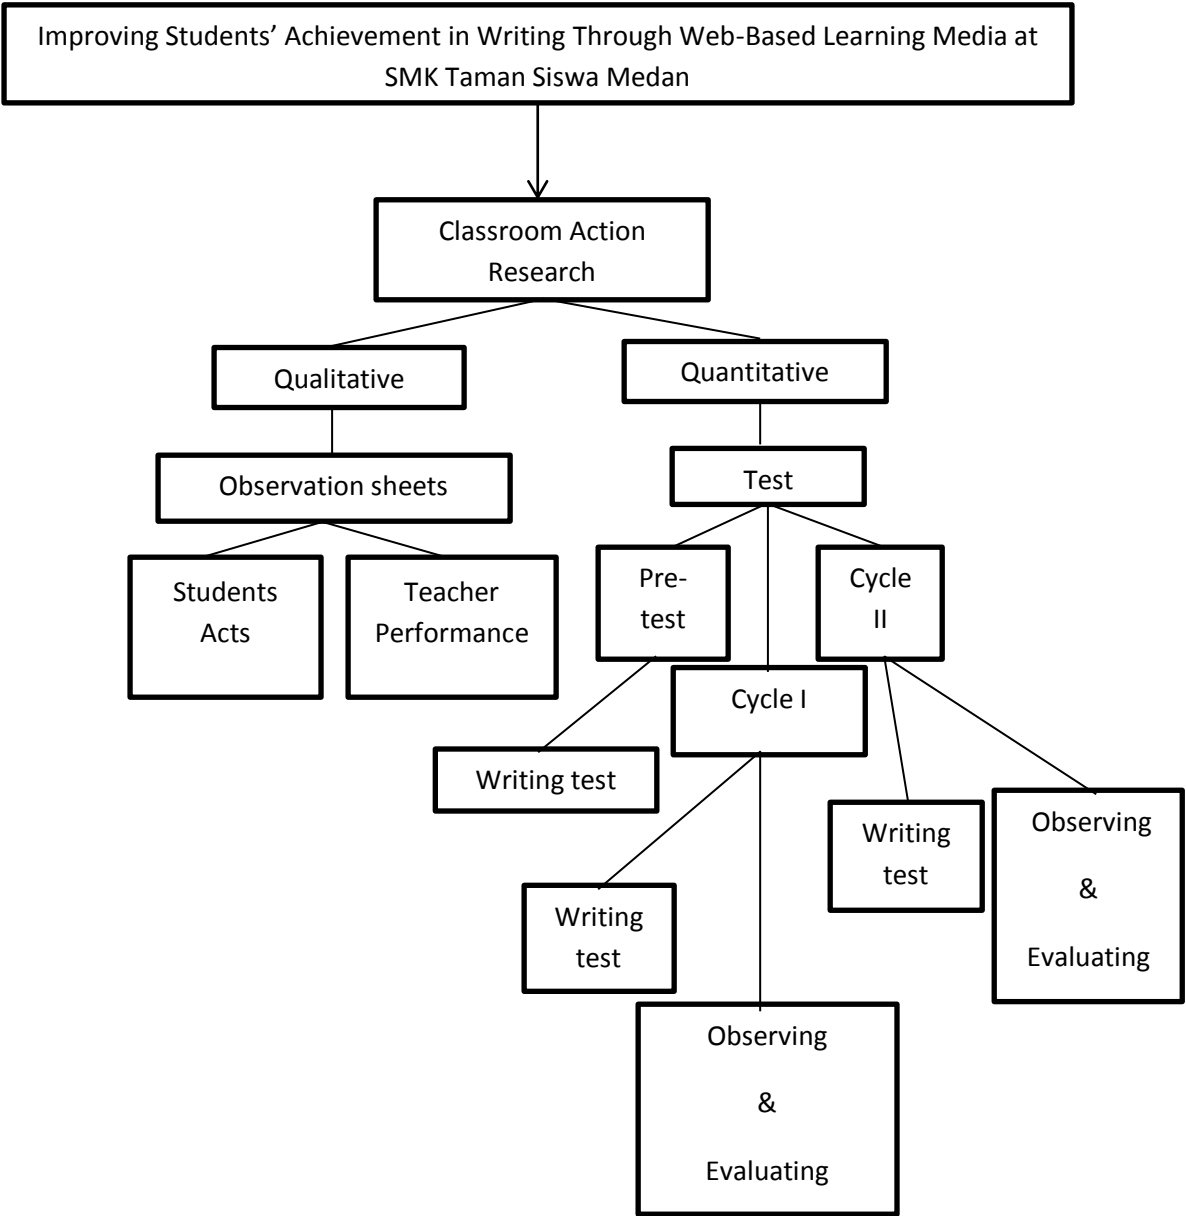 Improving Students’ Achievement in Writing Through Web-Based Learning Media at
SMK Taman Siswa Medan
Classroom Action
Research
Qualitative
Quantitative
Observation sheets
Test
Students
Acts
Teacher
Performance
Pre-
test
Cycle
II
Cycle I
Writing test
Writing
test
Observing
&
Evaluating
Writing
test
Observing
&
Evaluating